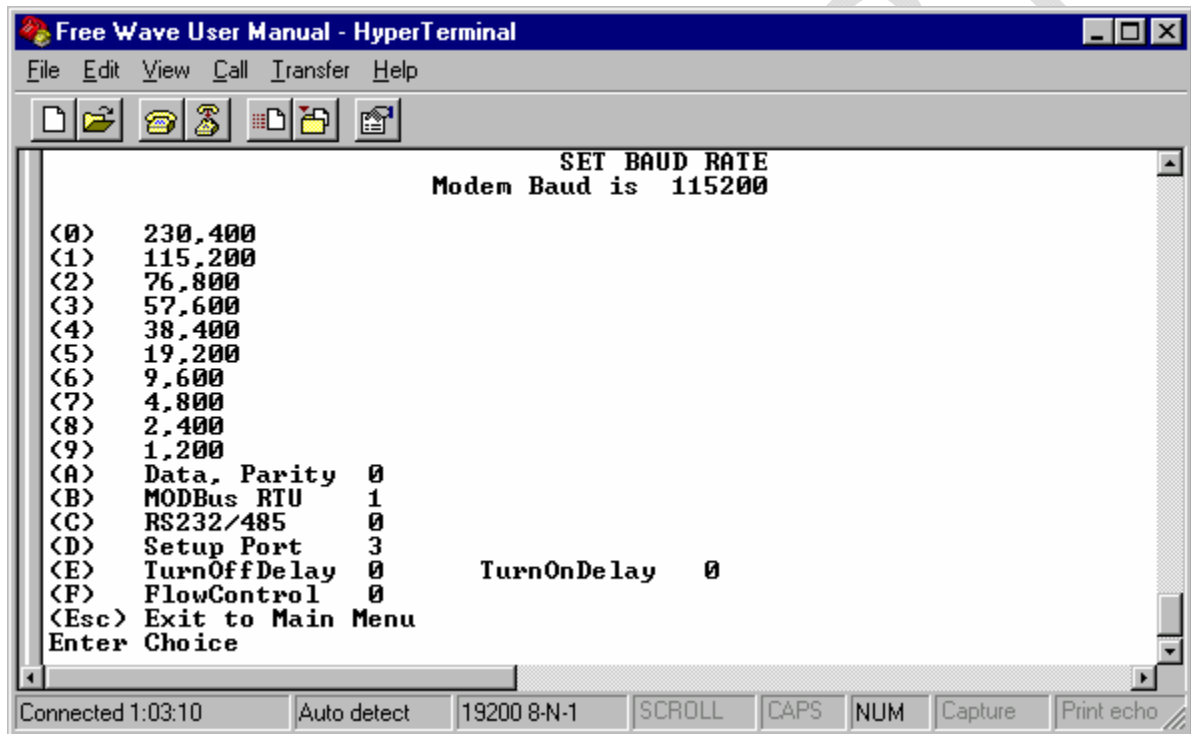 Free Wave User Manual - HyperTerminal
File Edit View Call Transfer Help
SET BAUD RATE
Modem Baud is 115200
(0) 230,400
(1) 115,200
(2) 76,800
(3) 57,600
(4) 38,400
(5) 19,200
(6) 9,600
(7) 4,800
(8) 2,400
(9) 1,200
(A) Data, Parity 0
(B) MODBus RTU 1
(C) RS232/485 0
(D) Setup Port 3
(E) TurnOffDelay 0 TurnOnDelay 0
(F) FlowControl 0
(Esc) Exit to Main Menu
Enter Choice
Connected 1:03:10 Auto detect 19200 8-N-1 SCROLL CAPS NUM Capture Print echo